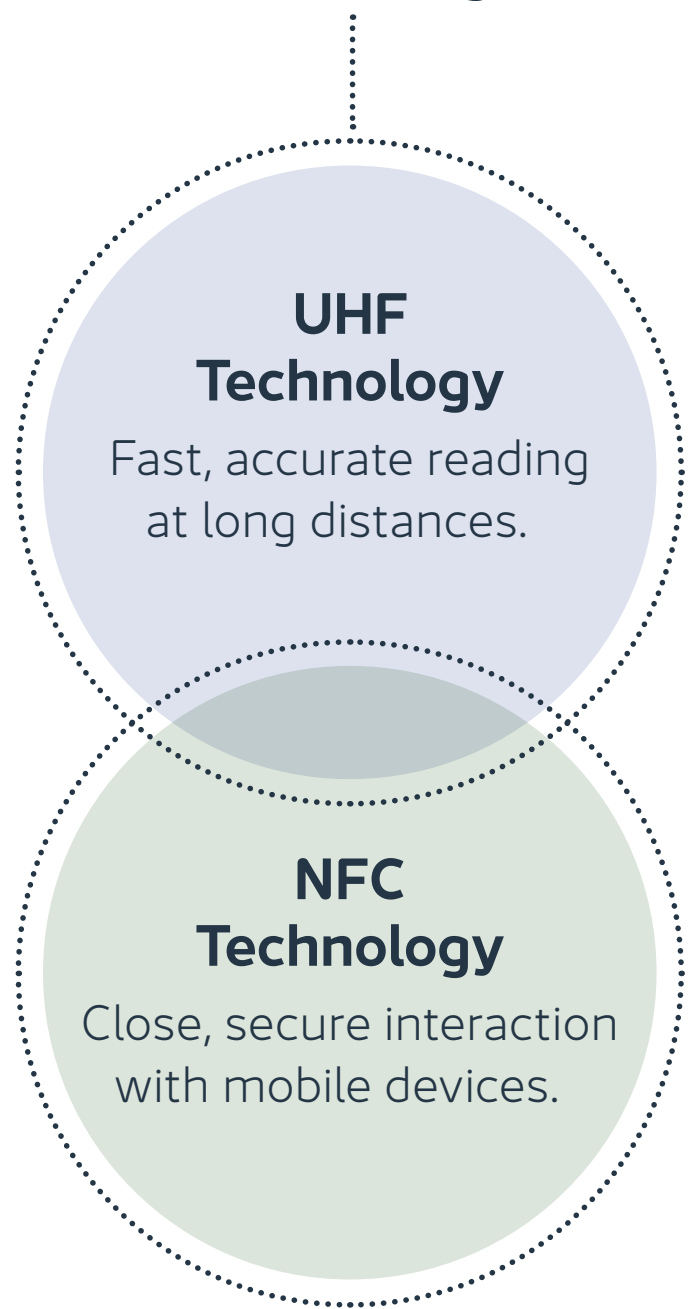 UHF
Technology
Fast, accurate reading
at long distances.
NFC
Technology
Close, secure interaction
with mobile devices.